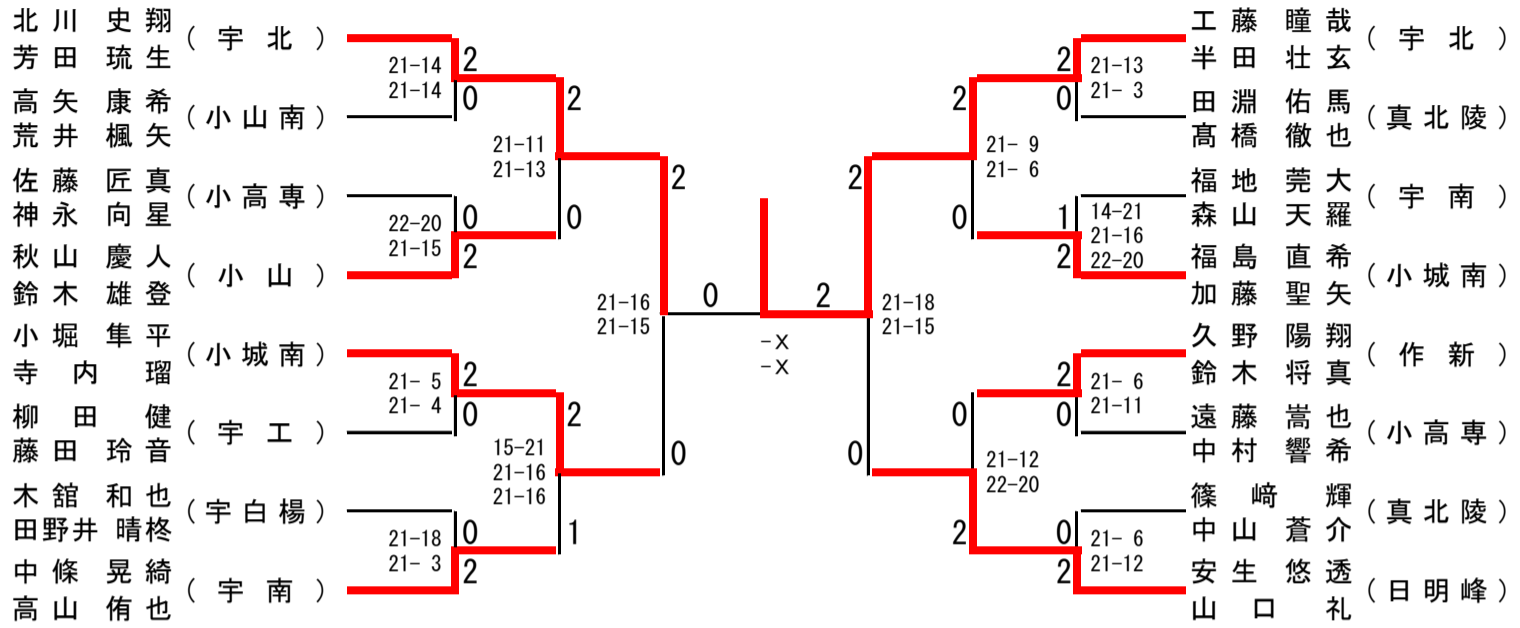 北川 史翔
芳田 琉生
(宇北)
高矢 康希
荒井 楓矢
(小山南)
佐藤 匠真
神永 向星
(小高専)
秋山 慶人
鈴木 雄登
(小山)
小堀 隼平
寺内 瑠
(小城南)
柳田 健
藤田 玲音
(宇工)
木舘 和也
田野井 晴柊
(宇白楊)
中條 晃綺
高山 侑也
(宇南)
21-14
21-14
2
0
22-20
21-15
0
2
21- 5
21- 4
2
0
21-18
21- 3
0
2
21-11
21-13
2
0
15-21
21-16
21-16
2
1
21-16
21-15
2
0
0
2
-X
-X
21-18
21-15
2
0
21- 9
21- 6
2
0
21-12
22-20
0
2
2
0
21-13
21- 3
1
2
14-21
21-16
22-20
2
0
21- 6
21-11
0
2
21- 6
21-12
工藤 瞳哉
半田 壮玄
(宇北)
田淵 佑馬
髙橋 徹也
(真北陵)
福地 莞大
森山 天羅
(宇南)
福島 直希
加藤 聖矢
(小城南)
久野 陽翔
鈴木 将真
(作新)
遠藤 嵩也
中村 響希
(小高専)
篠﨑 輝
中山 蒼介
(真北陵)
安生 悠透
山口 礼
(日明峰)